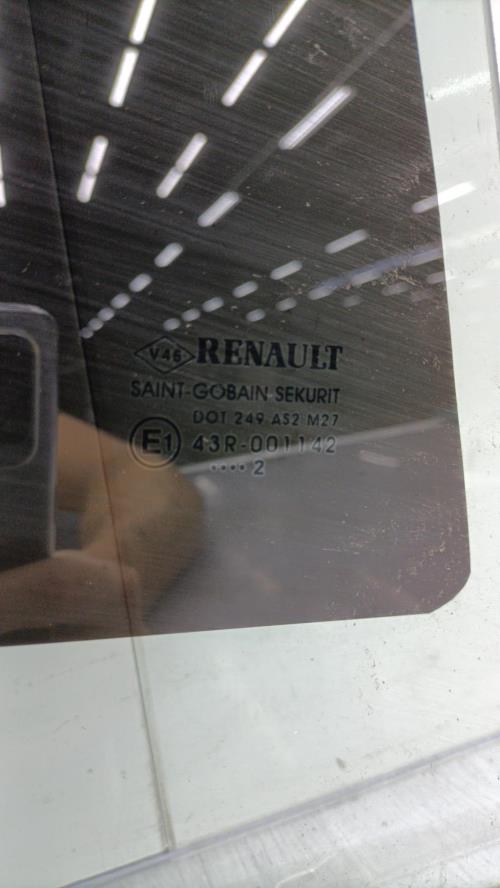 V46 RENAULT
SAINT-GOBAIN SEKURIT
DOT 249 AS2 M27
E1 43R-001142
•••• 2